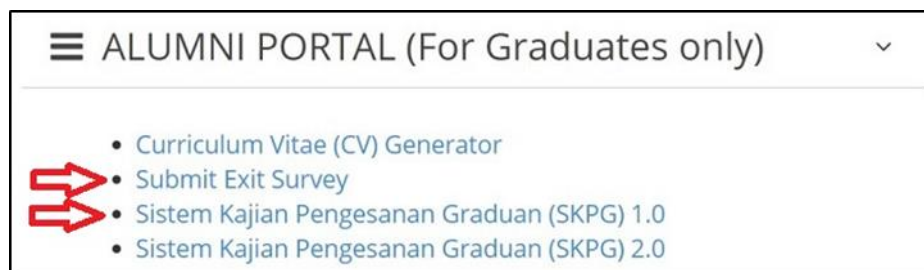 ALUMNI PORTAL (For Graduates only)
Curriculum Vitae (CV) Generator
Submit Exit Survey
Sistem Kajian Pengesanan Graduan (SKPG) 1.0
Sistem Kajian Pengesanan Graduan (SKPG) 2.0